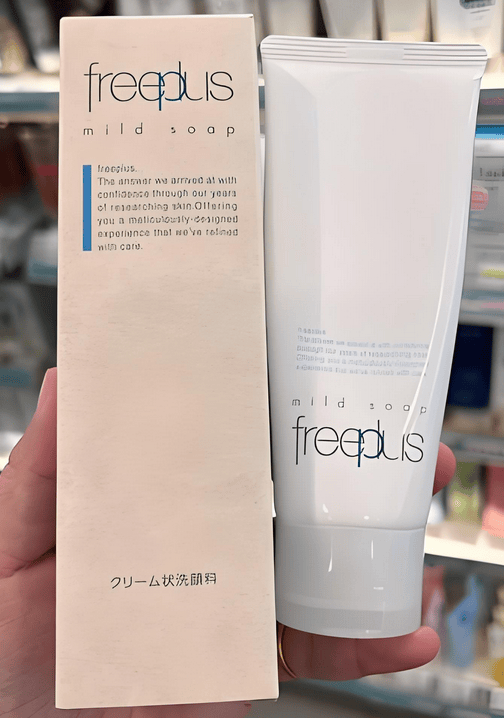 freeplus
mild soap
freeplus.
The answer we arrived at with
confidence through our years
of researching skin.Offering
you a meticulously-designed
experience that we've refined
with care.
クリーム状洗顔料
mild soap
freeplus